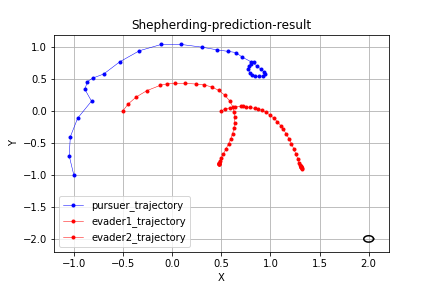 Shepherding-prediction-result
Y
1.0
0.5
0.0
−0.5
−1.0
−1.5
−2.0
pursuer_trajectory
evader1_trajectory
evader2_trajectory
−1.0 −0.5 0.0 0.5 1.0 1.5 2.0
X